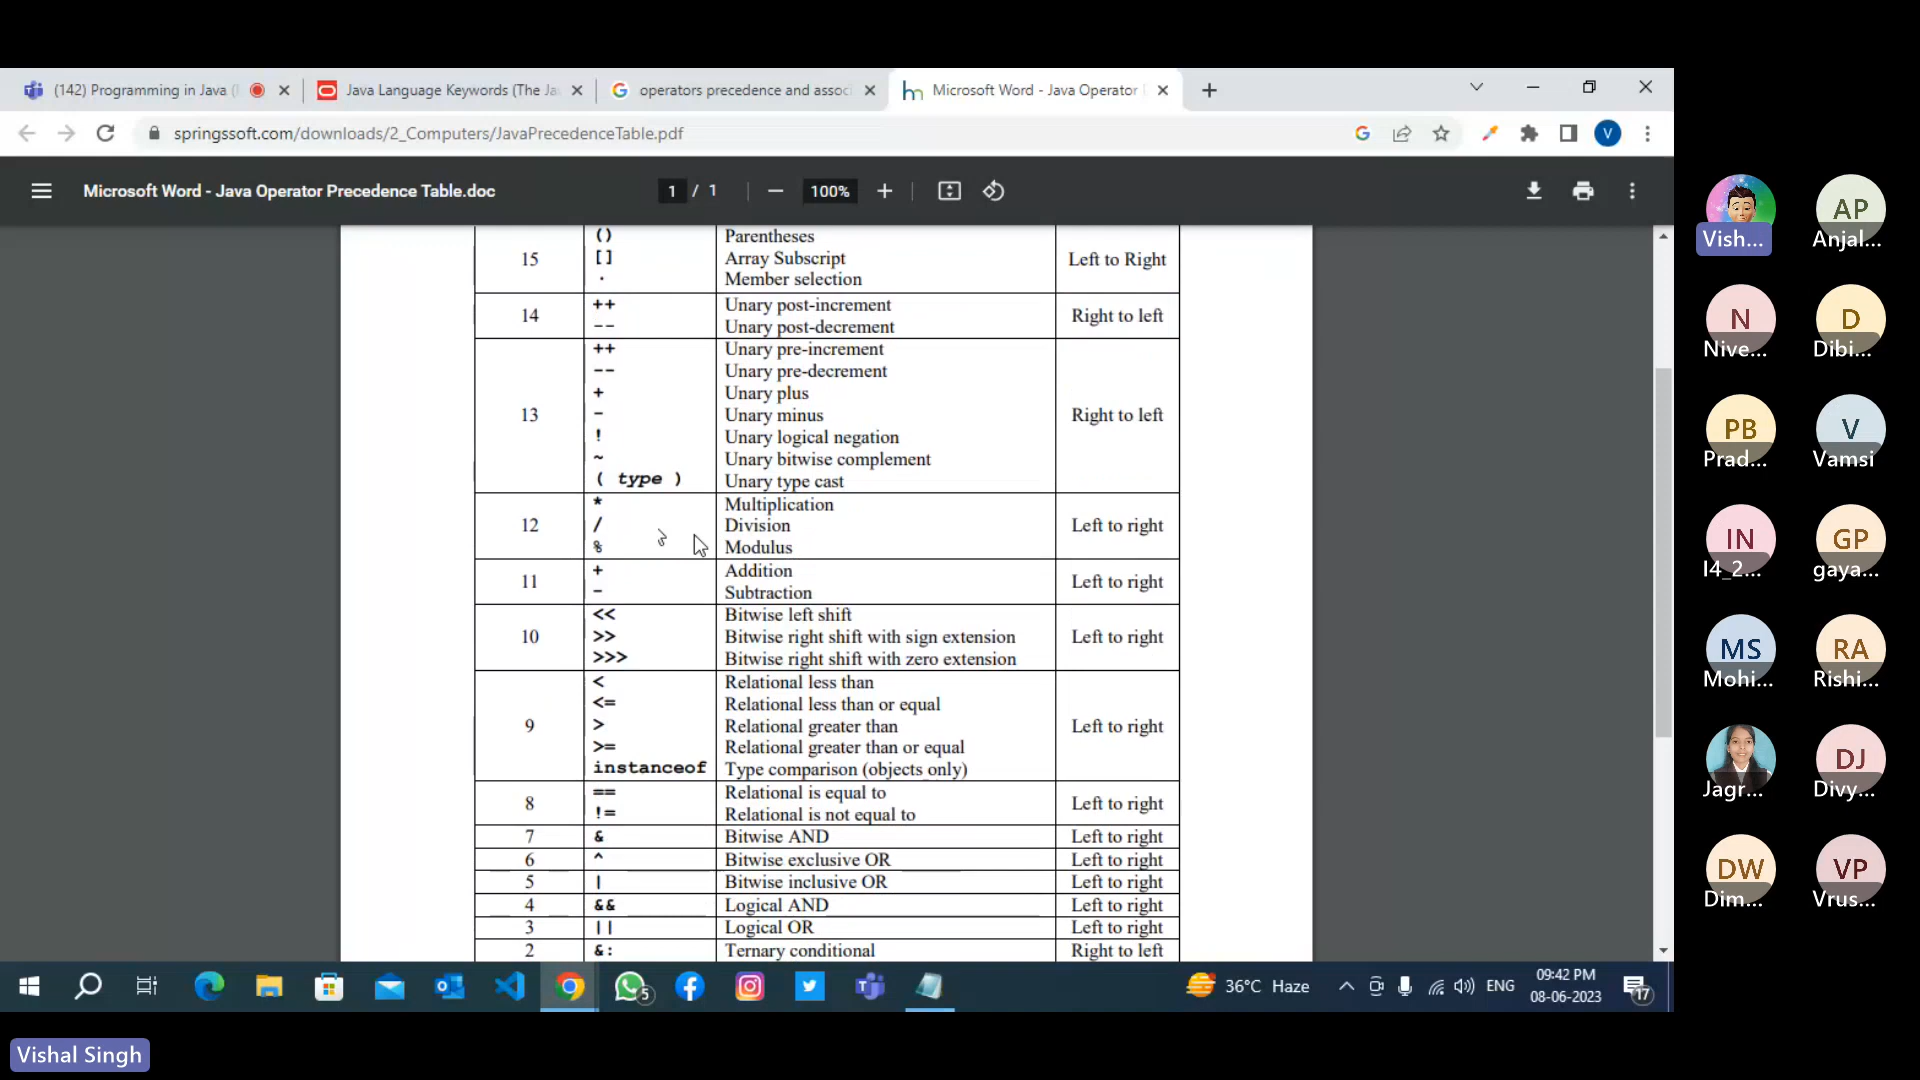 (142) Programming in Java (
Java Language Keywords (The Ja
operators precedence and assoc
Microsoft Word - Java Operator
springssoft.com/downloads/2_Computers/JavaPrecedenceTable.pdf
V
Microsoft Word - Java Operator Precedence Table.doc
1 / 1
100%
15
()
[]
.
Parentheses
Array Subscript
Member selection
Left to Right
14
++
--
Unary post-increment
Unary post-decrement
Right to left
13
++
--
+
-
!
~
( type )
Unary pre-increment
Unary pre-decrement
Unary plus
Unary minus
Unary logical negation
Unary bitwise complement
Unary type cast
Right to left
12
*
/
%
Multiplication
Division
Modulus
Left to right
11
+
-
Addition
Subtraction
Left to right
10
<<
>>
>>>
Bitwise left shift
Bitwise right shift with sign extension
Bitwise right shift with zero extension
Left to right
9
<
<=
>
>=
instanceof
Relational less than
Relational less than or equal
Relational greater than
Relational greater than or equal
Type comparison (objects only)
Left to right
8
==
!=
Relational is equal to
Relational is not equal to
Left to right
7 & Bitwise AND Left to right
6 ^ Bitwise exclusive OR Left to right
5 | Bitwise inclusive OR Left to right
4 && Logical AND Left to right
3 || Logical OR Left to right
2 &: Ternary conditional Right to left
5
36°C Haze
ENG
09:42 PM
08-06-2023
17
Vish...
AP
Anjal...
N
Nive...
D
Dibi...
PB
Prad...
V
Vamsi
IN
I4_2...
GP
gaya...
MS
Mohi...
RA
Rishi...
Jagr...
DJ
Divy...
DW
Dim...
VP
Vrus...
Vishal Singh